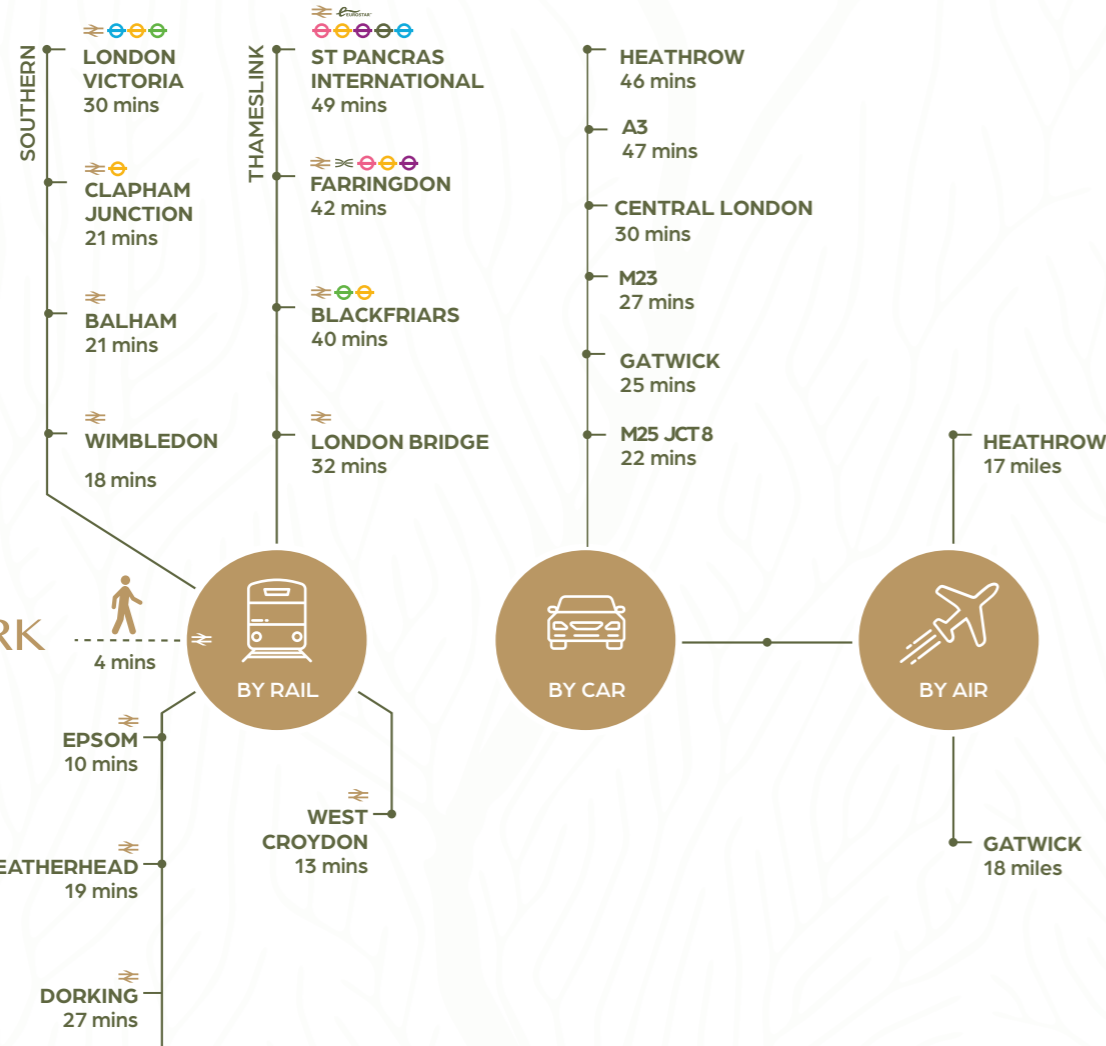 SOUTHERN
LONDON
VICTORIA
30 mins
CLAPHAM
JUNCTION
21 mins
BALHAM
21 mins
WIMBLEDON
18 mins
THAMESLINK
EUROSTAR
ST PANCRAS
INTERNATIONAL
49 mins
FARRINGDON
42 mins
BLACKFRIARS
40 mins
LONDON BRIDGE
32 mins
HEATHROW
46 mins
A3
47 mins
CENTRAL LONDON
30 mins
M23
27 mins
GATWICK
25 mins
M25 JCT 8
22 mins
HEATHROW
17 miles
RK
4 mins
BY RAIL
BY CAR
BY AIR
EPSOM
10 mins
WEST
CROYDON
13 mins
EATHERHEAD
19 mins
GATWICK
18 miles
DORKING
27 mins